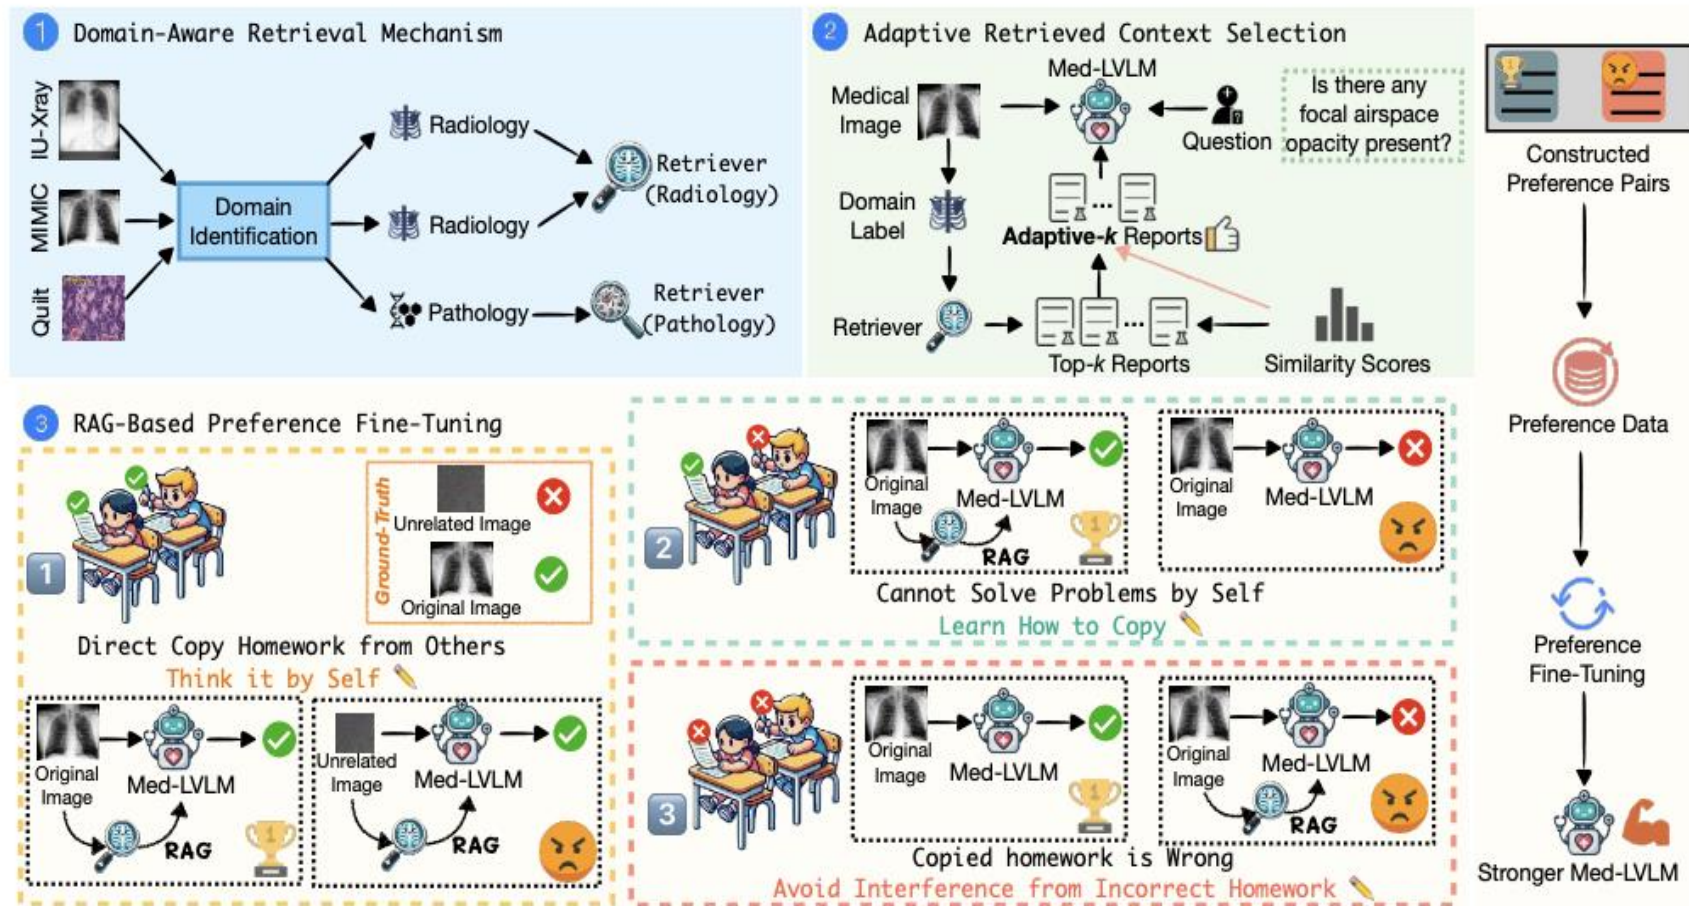 1 Domain-Aware Retrieval Mechanism
IU-Xray
MIMIC
Quilt
Domain
Identification
Radiology
Radiology
Pathology
Retriever
(Radiology)
Retriever
(Pathology)
2 Adaptive Retrieved Context Selection
Med-LVLM
Medical
Image
Question
Is there any
focal airspace
opacity present?
Domain
Label
Adaptive-k Reports
Retriever
Top-k Reports
Similarity Scores
3 RAG-Based Preference Fine-Tuning
1
Ground-Truth
Unrelated Image
Original Image
Direct Copy Homework from Others
Think it by Self
Original
Image
Med-LVLM
RAG
1
Unrelated
Image
Med-LVLM
RAG
2
Original
Image
Med-LVLM
RAG
1
Original
Image
Med-LVLM
Cannot Solve Problems by Self
Learn How to Copy
3
Original
Image
Med-LVLM
1
Original
Image
Med-LVLM
RAG
Copied homework is Wrong
Avoid Interference from Incorrect Homework
Constructed
Preference Pairs
Preference Data
Preference
Fine-Tuning
Stronger Med-LVLM